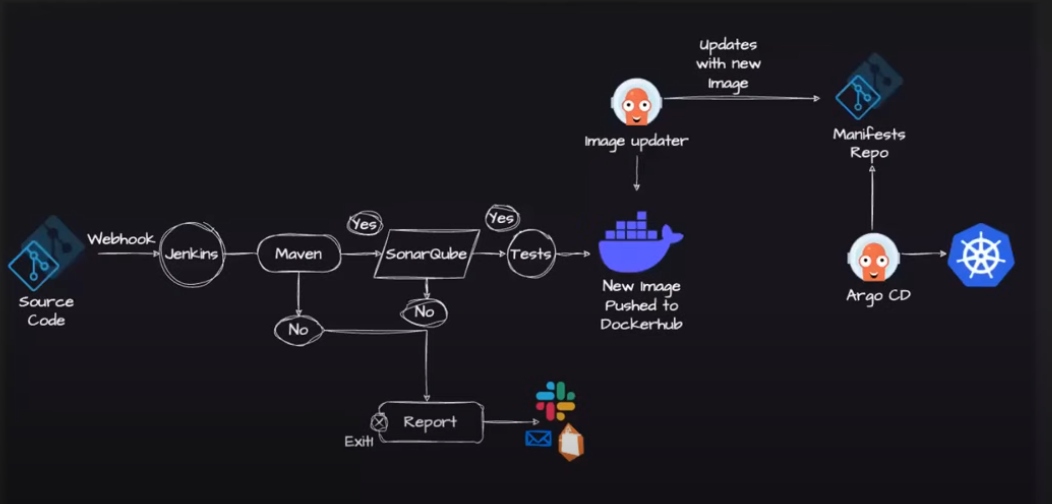 Updates
with new
Image
Image updater
Manifests
Repo
Webhook
Jenkins
Maven
Yes
SonarQube
Yes
Tests
Source
Code
No
No
New Image
Pushed to
Dockerhub
Argo CD
Report
Exit!